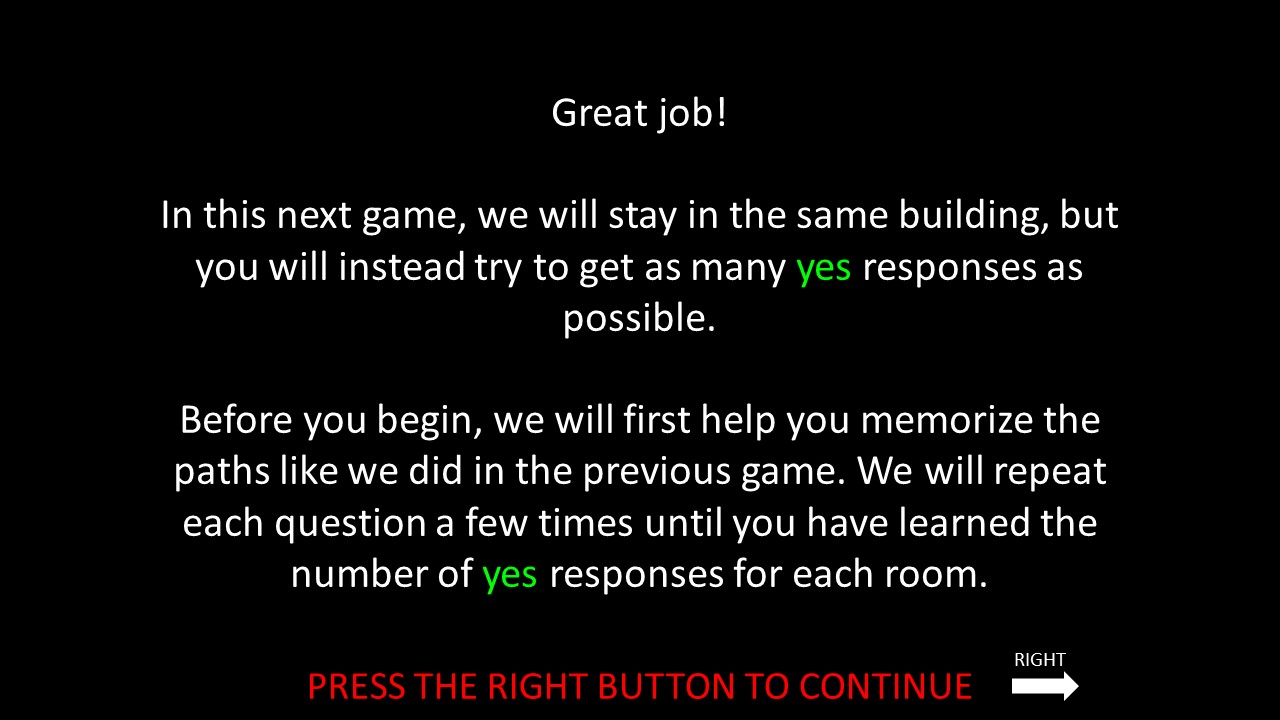 Great job!
In this next game, we will stay in the same building, but
you will instead try to get as many yes responses as
possible.
Before you begin, we will first help you memorize the
paths like we did in the previous game. We will repeat
each question a few times until you have learned the
number of yes responses for each room.
RIGHT
PRESS THE RIGHT BUTTON TO CONTINUE